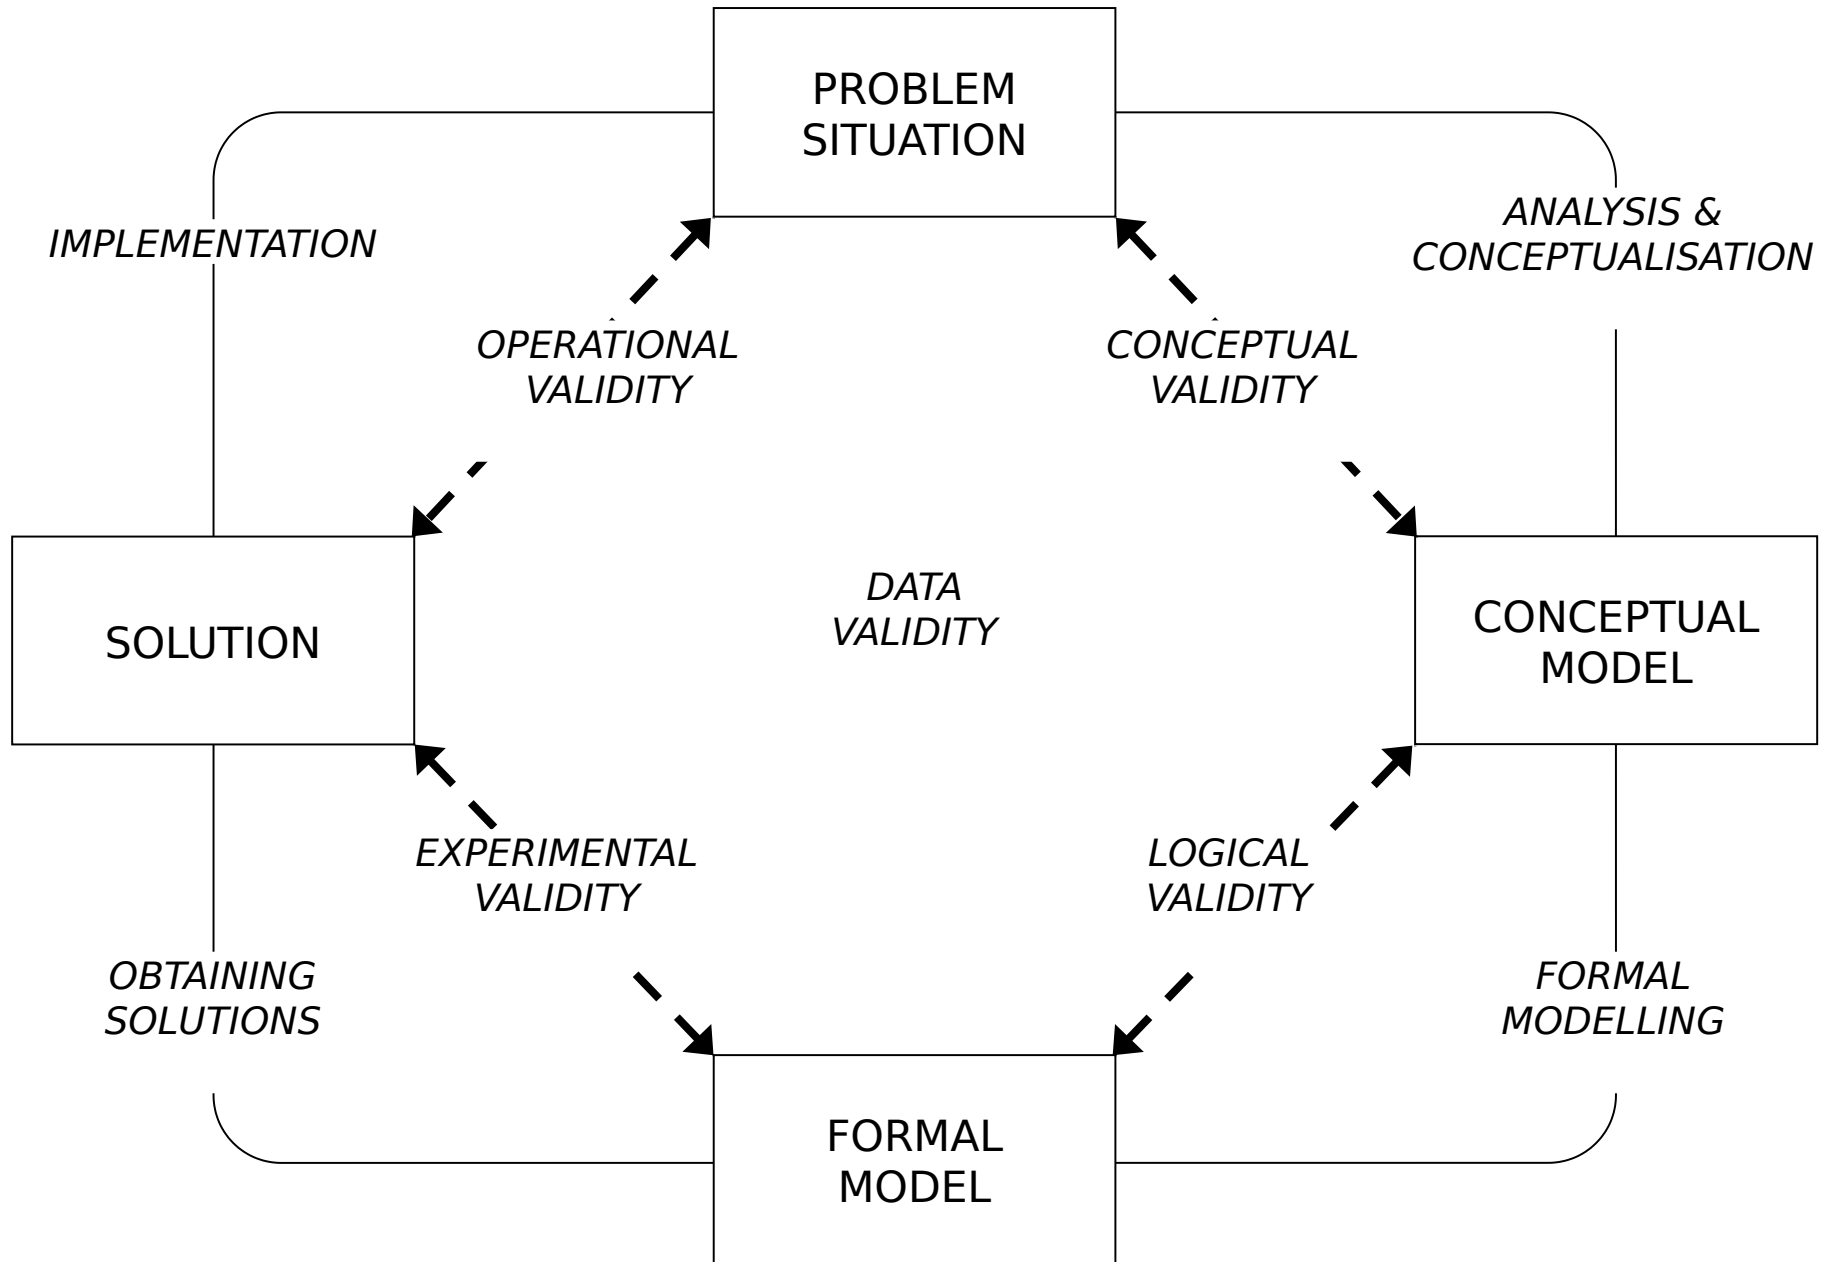 PROBLEM
SITUATION
IMPLEMENTATION
ANALYSIS &
CONCEPTUALISATION
OPERATIONAL
VALIDITY
CONCEPTUAL
VALIDITY
DATA
VALIDITY
SOLUTION
CONCEPTUAL
MODEL
EXPERIMENTAL
VALIDITY
LOGICAL
VALIDITY
OBTAINING
SOLUTIONS
FORMAL
MODELLING
FORMAL
MODEL